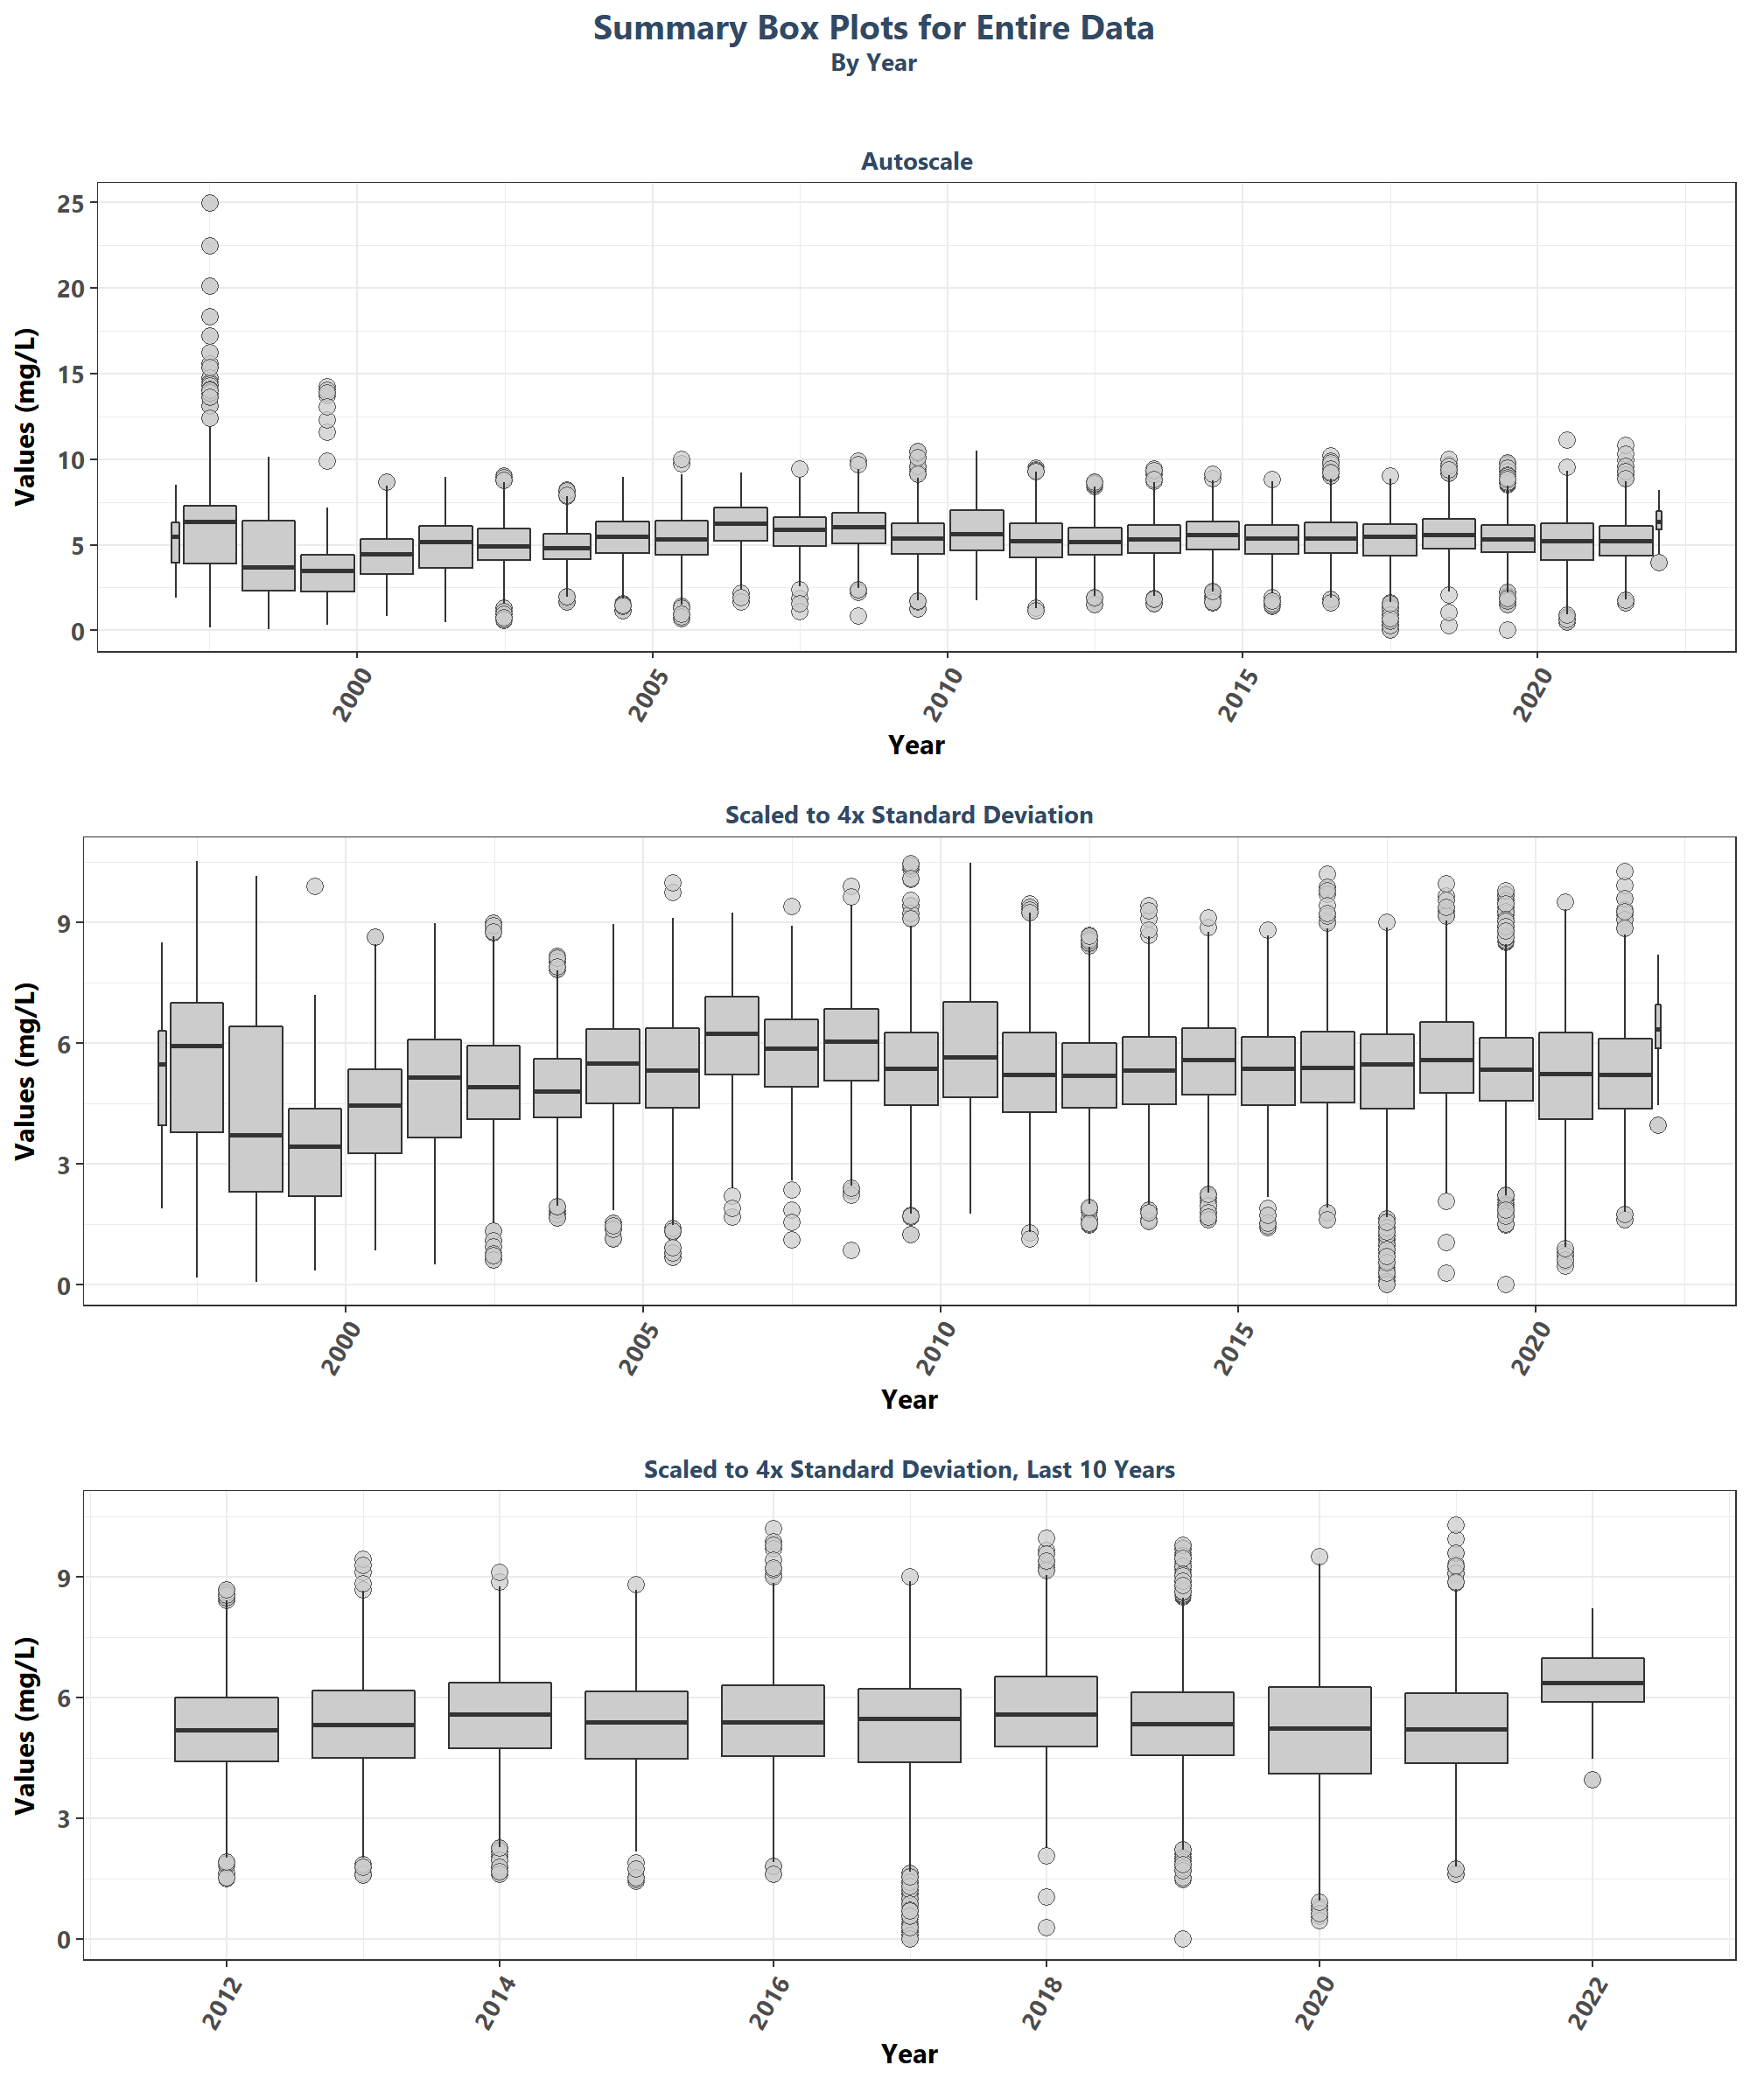 Summary Box Plots for Entire Data
By Year
Autoscale
Values (mg/L)
25
20
15
10
5
0
2000
2005
2010
2015
2020
Year
Scaled to 4x Standard Deviation
Values (mg/L)
9
6
3
0
2000
2005
2010
2015
2020
Year
Scaled to 4x Standard Deviation, Last 10 Years
Values (mg/L)
9
6
3
0
2012
2014
2016
2018
2020
2022
Year